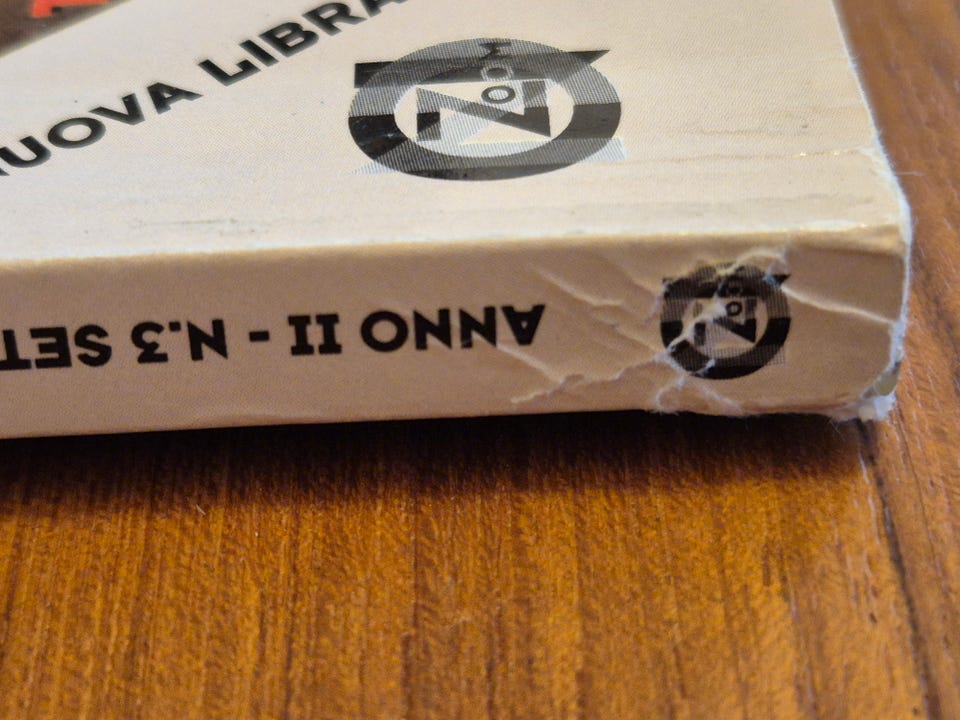 NUOVA LIBRA
ANNO II - N.3 SET